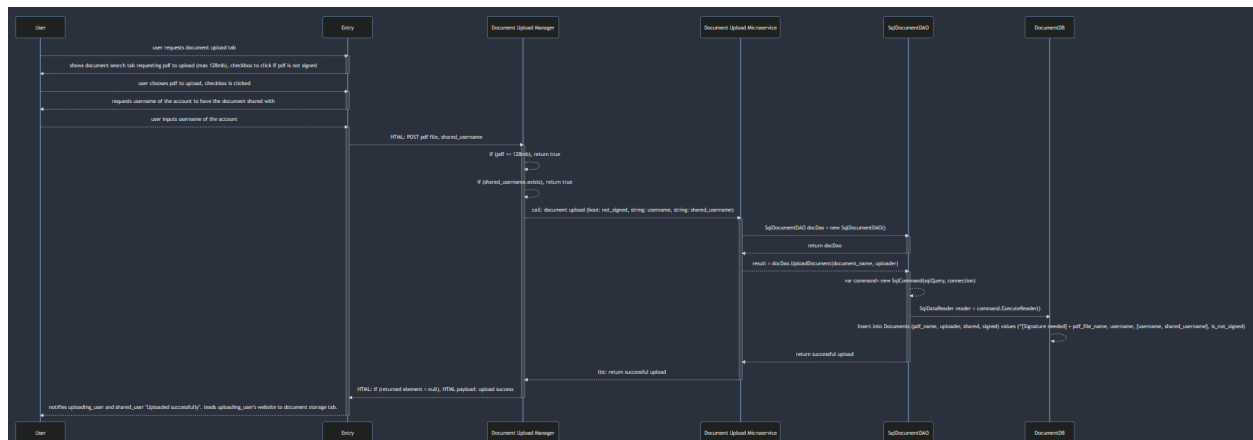 User
Entry
Document Upload Manager
Document Upload Microservice
SqlDocumentDAO
DocumentDB
user requests document upload tab
shows document search tab requesting pdf to upload (max 128mb), checkbox to click if pdf is not signed
user chooses pdf to upload, checkbox is clicked
requests username of the account to have the document shared with
user inputs username of the account
HTML: POST pdf file, shared_username
if (pdf <= 128mb), return true
If (shared_username.exists), return true
call: document upload (bool: not_signed, string: username, string: shared_username)
SqlDocumentDAO docDao = new SqlDocumentDAO()
return docDao
result = docDao.UploadDocument(document_name, uploader)
var command= new SqlCommand(sqlQuery, connection)
SqlDataReader reader = command.ExecuteReader()
Insert into Documents (pdf_name, uploader, shared, signed) values ("[Signature needed] + pdf_file_name, username, [username, shared_username], is_not_signed)
return successful upload
list: return successful upload
HTML: If (returned element = null), HTML payload: upload success
notifies uploading_user and shared_user "Uploaded successfully". leads uploading_user's website to document storage tab.
User
Entry
Document Upload Manager
Document Upload Microservice
SqlDocumentDAO
DocumentDB